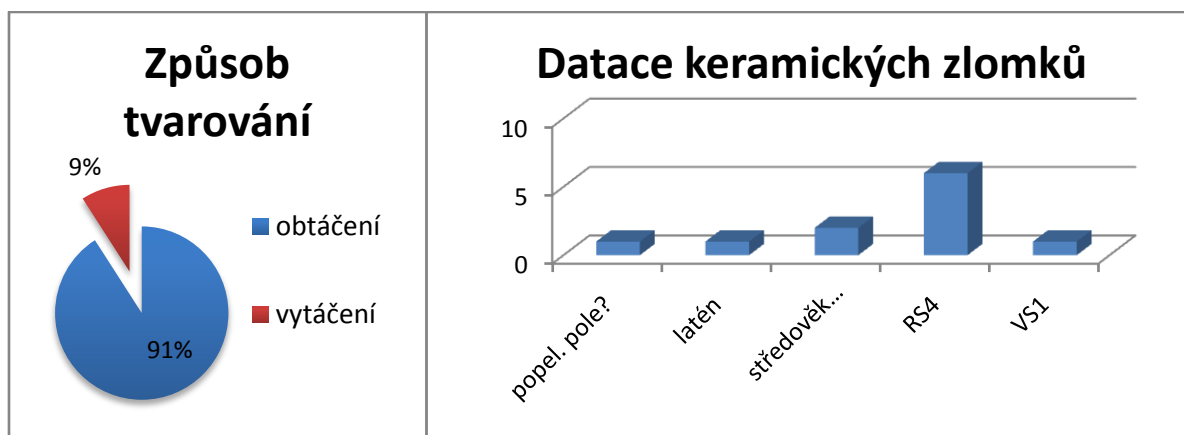 Způsob
tvarování
9%
91%
obtáčení
vytáčení
Datace keramických zlomků
10
5
0
popel. pole?
latén
středověk...
RS4
VS1